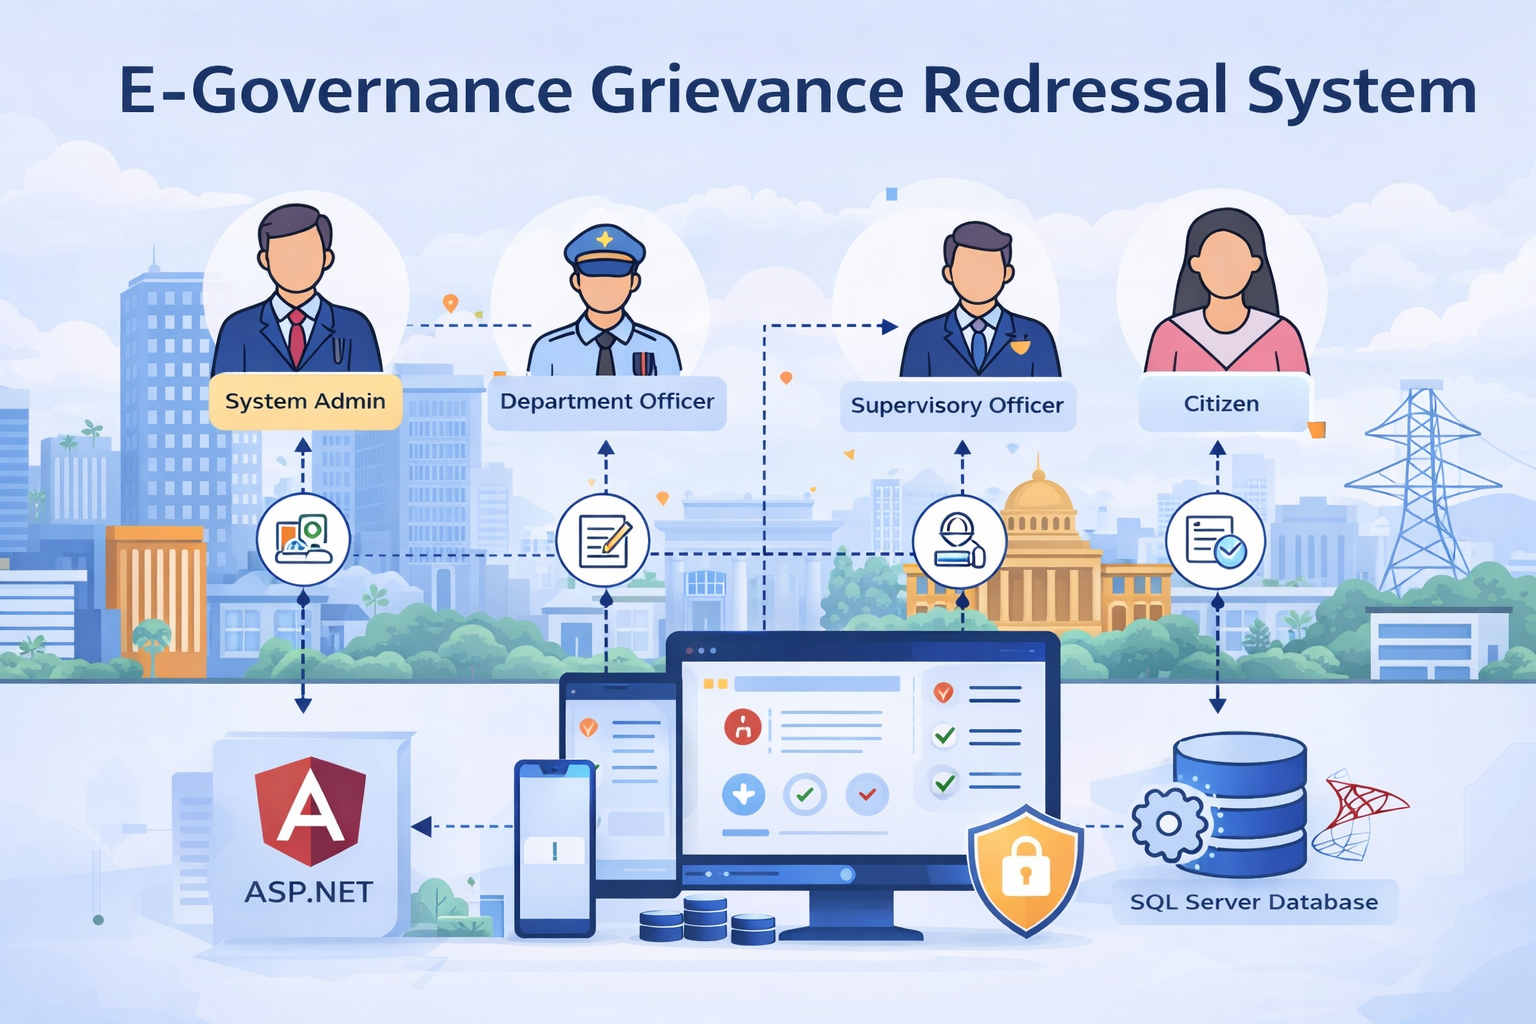 E-Governance Grievance Redressal System
System Admin
Department Officer
Supervisory Officer
Citizen
A
ASP.NET
!
SQL Server Database